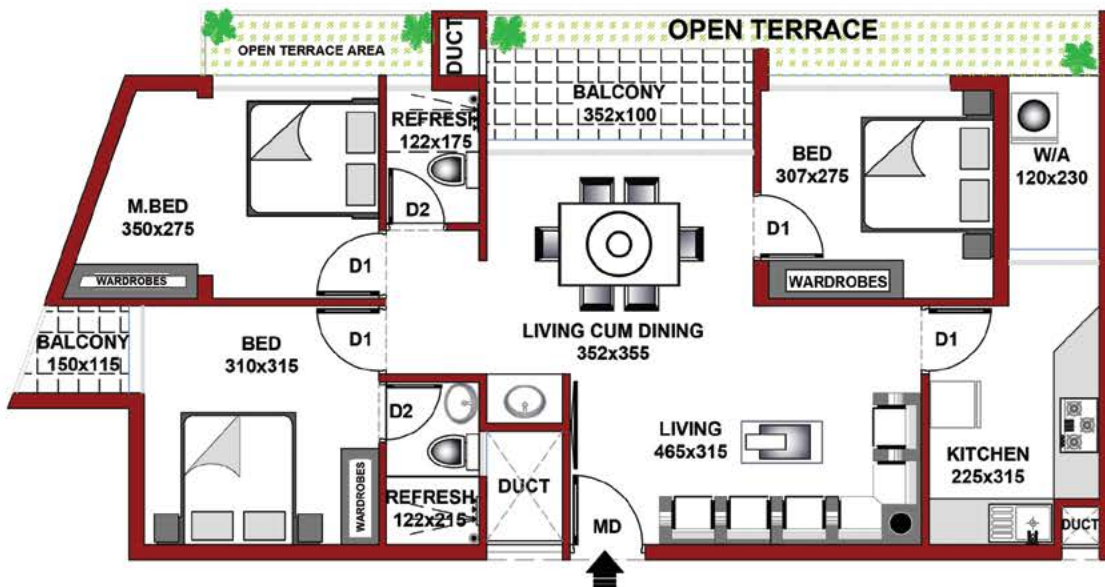 OPEN TERRACE AREA
DUCT
OPEN TERRACE
BALCONY
352x100
REFRESH
122x175
D2
M.BED
350x275
WARDROBES
D1
BED
307x275
D1
WARDROBES
W/A
120x230
BALCONY
150x115
BED
310x315
D1
LIVING CUM DINING
352x355
D1
D2
WARDROBES
REFRESH
122x215
DUCT
LIVING
465x315
MD
KITCHEN
225x315
DUCT